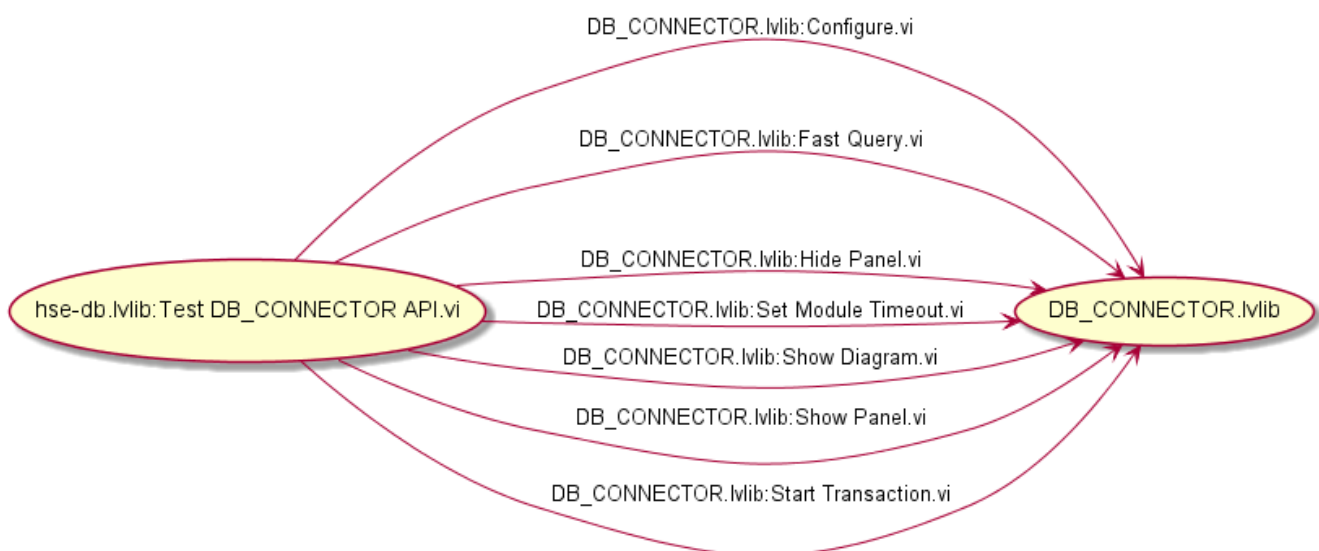 DB_CONNECTOR.lvlib:Configure.vi
DB_CONNECTOR.lvlib:Fast Query.vi
DB_CONNECTOR.lvlib:Hide Panel.vi
hse-db.lvlib:Test DB_CONNECTOR API.vi
DB_CONNECTOR.lvlib:Set Module Timeout.vi
DB_CONNECTOR.lvlib
DB_CONNECTOR.lvlib:Show Diagram.vi
DB_CONNECTOR.lvlib:Show Panel.vi
DB_CONNECTOR.lvlib:Start Transaction.vi